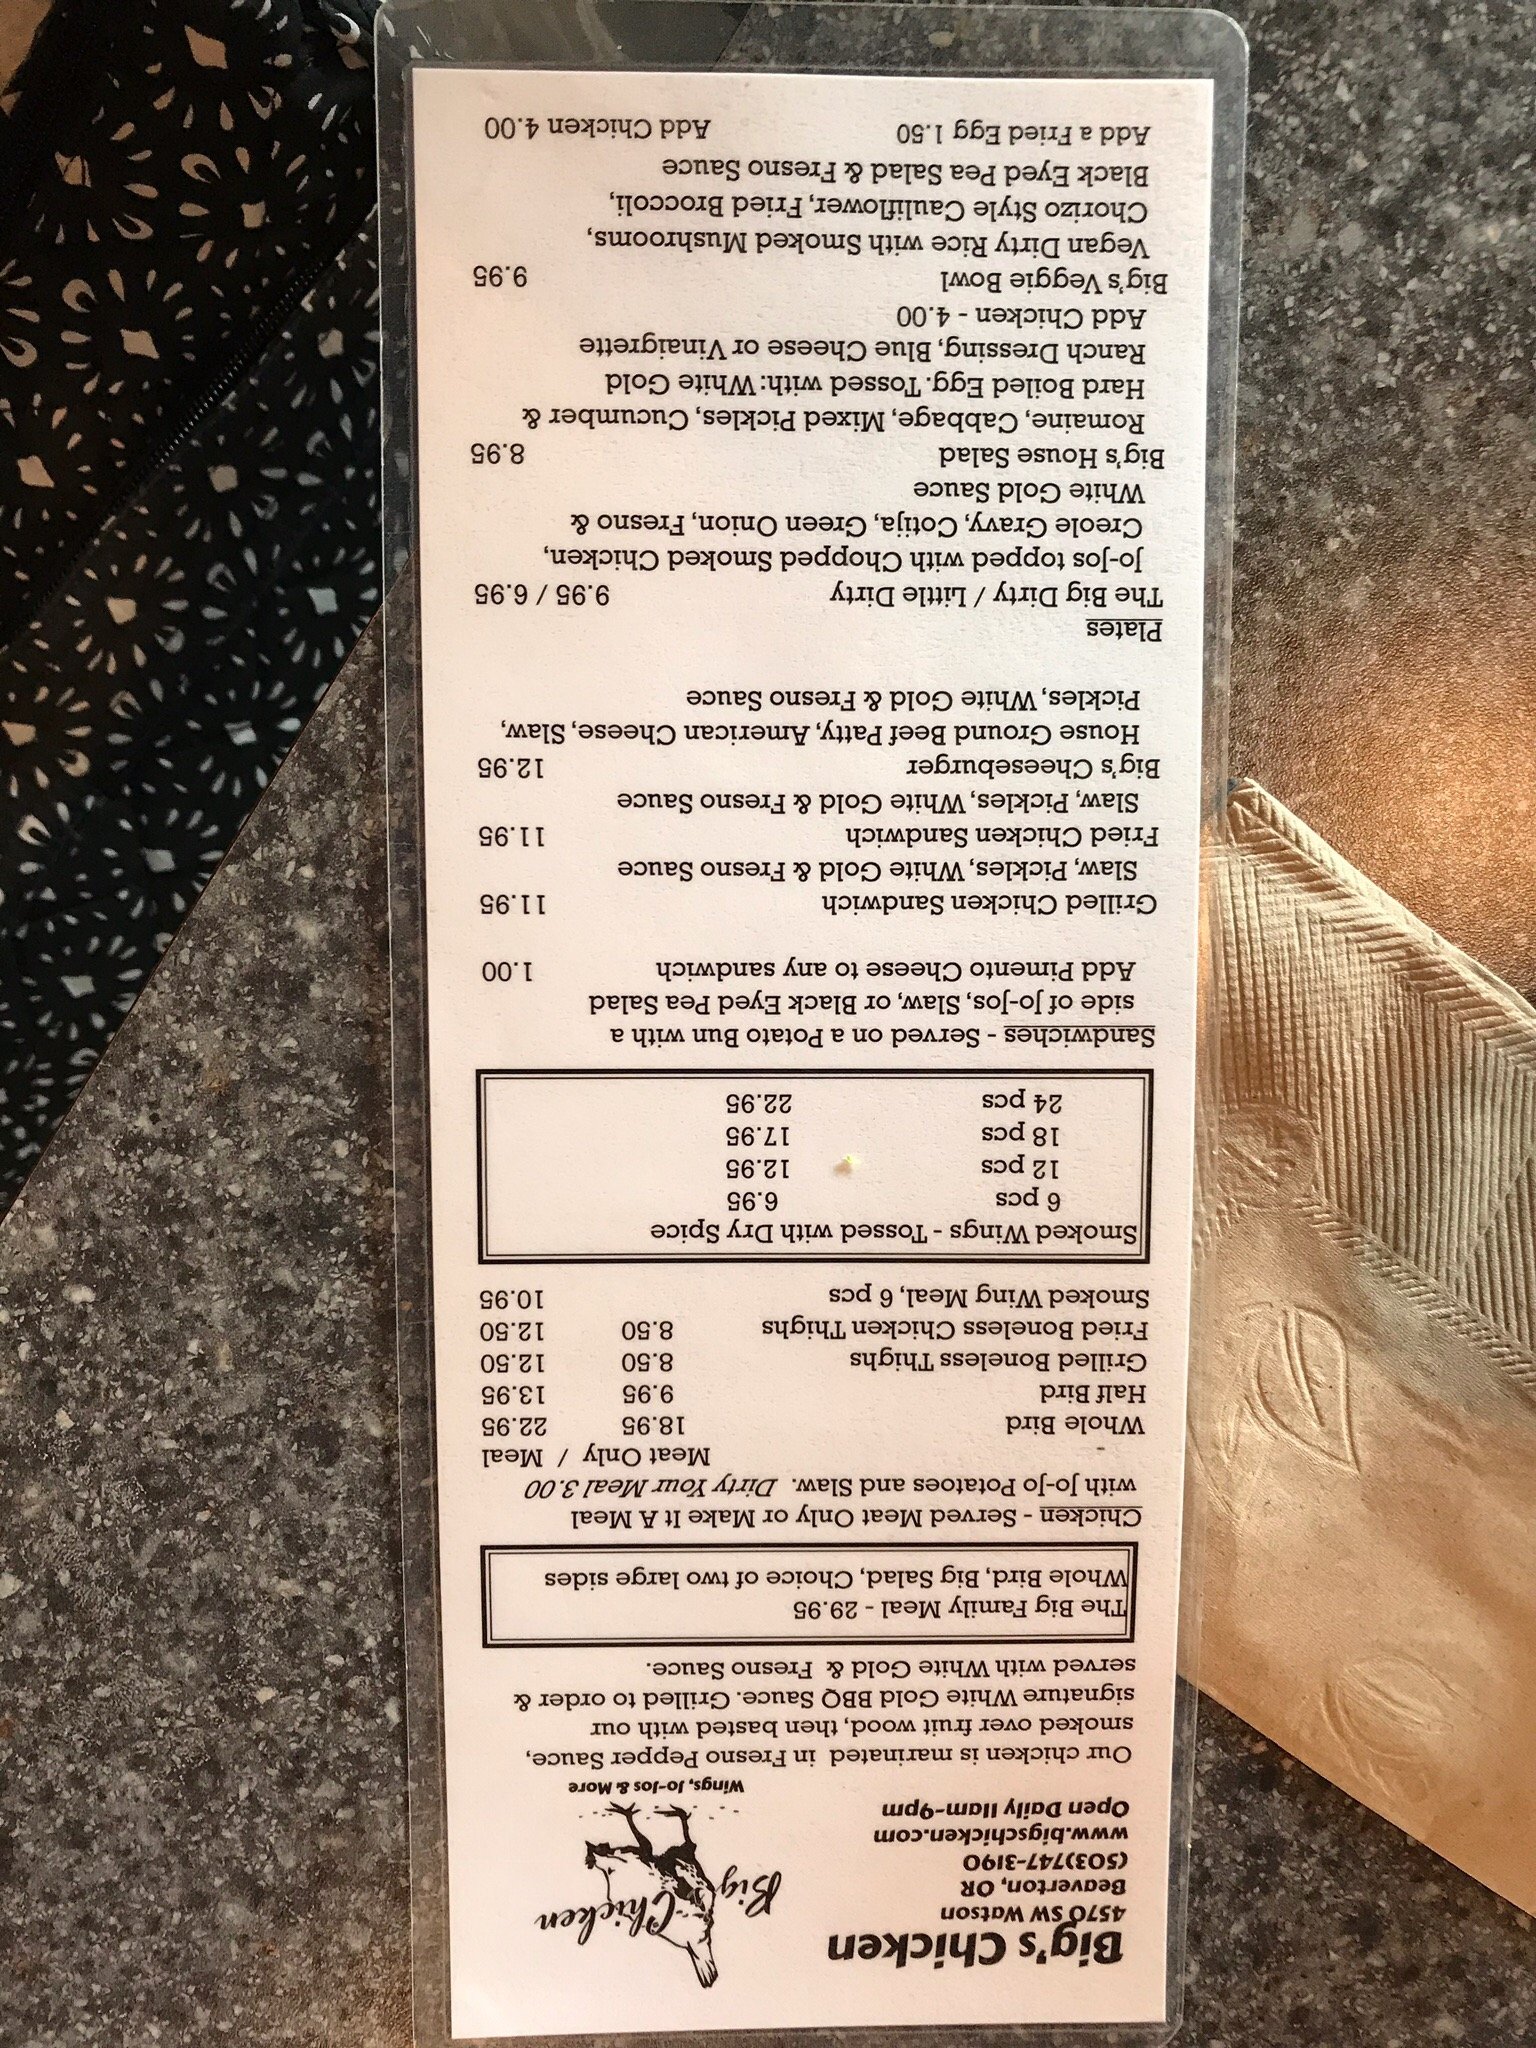 Big's Chicken
4570 SW Watson
Beaverton, OR
(503)747-3190
www.bigschicken.com
Open Daily 11am-9pm
Big's Chicken
Wings, Jo-Jos & More
Our chicken is marinated in Fresno Pepper Sauce,
smoked over fruit wood, then basted with our
signature White Gold BBQ Sauce. Grilled to order &
served with White Gold & Fresno Sauce.
The Big Family Meal - 29.95
Whole Bird, Big Salad, Choice of two large sides
Chicken - Served Meat Only or Make It A Meal
with Jo-Jo Potatoes and Slaw. Dirty Your Meal 3.00
Meat Only / Meal
Whole Bird 18.95 22.95
Half Bird 9.95 13.95
Grilled Boneless Thighs 8.50 12.50
Fried Boneless Chicken Thighs 8.50 12.50
Smoked Wing Meal, 6 pcs 10.95
Smoked Wings - Tossed with Dry Spice
6 pcs 6.95
12 pcs 12.95
18 pcs 17.95
24 pcs 22.95
Sandwiches - Served on a Potato Bun with a
side of Jo-Jos, Slaw, or Black Eyed Pea Salad
Add Pimento Cheese to any sandwich 1.00
Grilled Chicken Sandwich 11.95
Slaw, Pickles, White Gold & Fresno Sauce
Fried Chicken Sandwich 11.95
Slaw, Pickles, White Gold & Fresno Sauce
Big's Cheeseburger 12.95
House Ground Beef Patty, American Cheese, Slaw,
Pickles, White Gold & Fresno Sauce
Plates
The Big Dirty / Little Dirty 9.95 / 6.95
Jo-Jos topped with Chopped Smoked Chicken,
Creole Gravy, Cotija, Green Onion, Fresno &
White Gold Sauce
Big's House Salad 8.95
Romaine, Cabbage, Mixed Pickles, Cucumber &
Hard Boiled Egg. Tossed with: White Gold
Ranch Dressing, Blue Cheese or Vinaigrette
Add Chicken - 4.00
Big's Veggie Bowl 9.95
Vegan Dirty Rice with Smoked Mushrooms,
Chorizo Style Cauliflower, Fried Broccoli,
Black Eyed Pea Salad & Fresno Sauce
Add a Fried Egg 1.50 Add Chicken 4.00